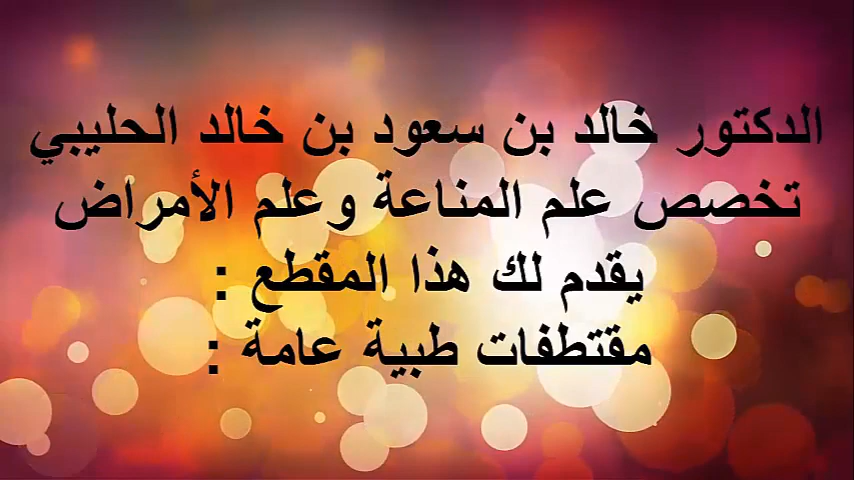 الدكتور خالد بن سعود بن خالد الحليبي
تخصص علم المناعة وعلم الأمراض
يقدم لك هذا المقطع :
مقتطفات طبية عامة :